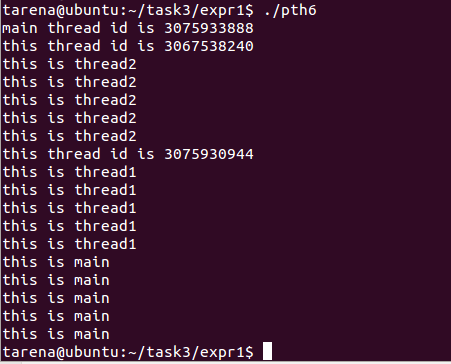 tarena@ubuntu:~/task3/expr1$ ./pth6
main thread id is 3075933888
this thread id is 3067538240
this is thread2
this is thread2
this is thread2
this is thread2
this is thread2
this thread id is 3075930944
this is thread1
this is thread1
this is thread1
this is thread1
this is thread1
this is main
this is main
this is main
this is main
this is main
tarena@ubuntu:~/task3/expr1$